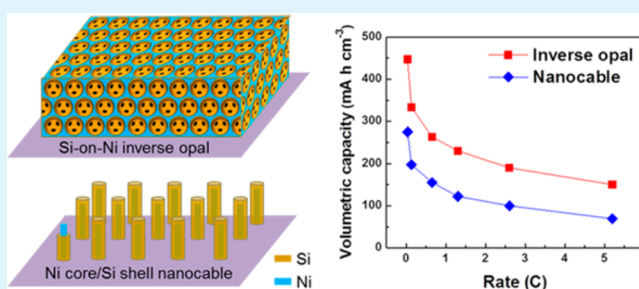 Si-on-Ni inverse opal
Ni core/Si shell nanocable
Si
Ni
Volumetric capacity (mA h cm⁻³)
500
400
300
200
100
0
Inverse opal
Nanocable
0 1 2 3 4 5
Rate (C)